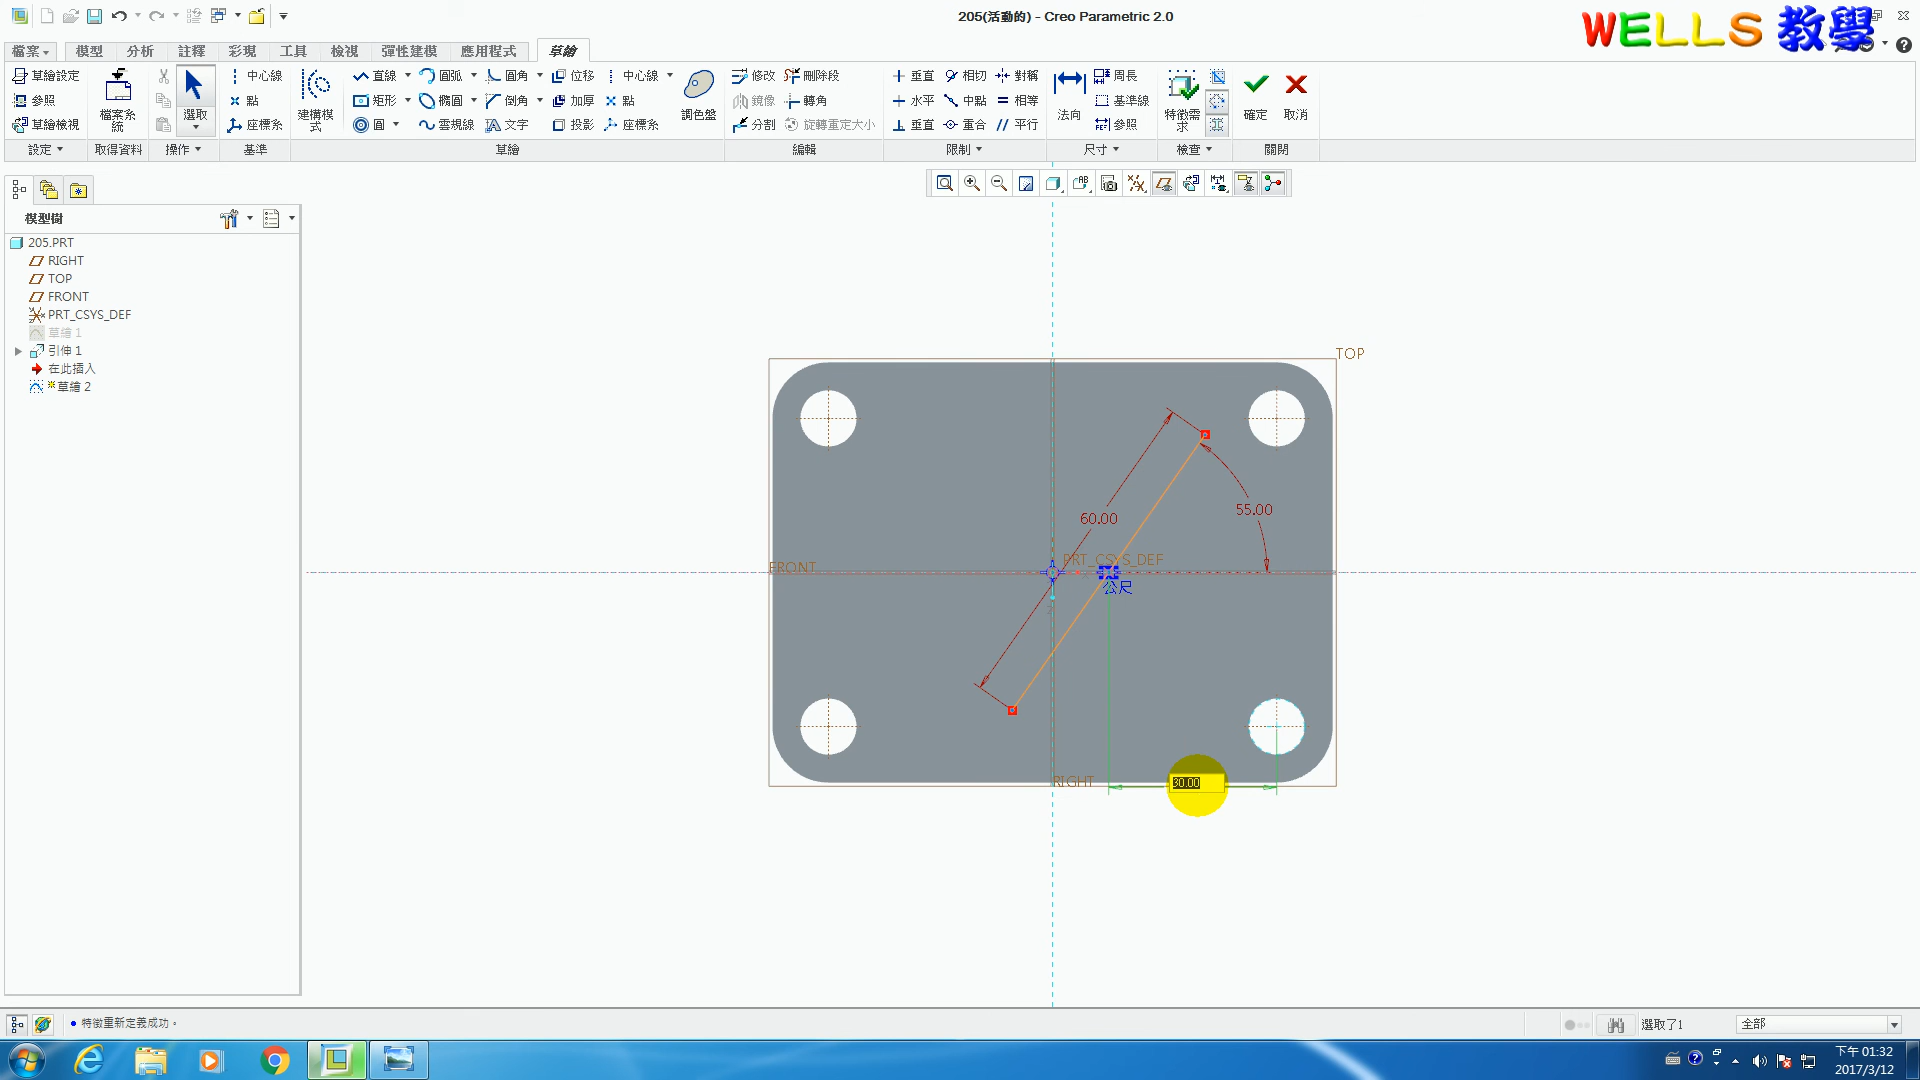 205(活動的) - Creo Parametric 2.0
WELLS 教學
檔案 模型 分析 註釋 彩現 工具 檢視 彈性建模 應用程式 草繪
草繪設定
參照
草繪檢視
檔案系統
選取
中心線
點
座標系
建構模式
直線 圓弧 圓角 位移 中心線
矩形 橢圓 倒角 加厚 點
圓 雲規線 文字 投影 座標系
調色盤
修改 刪除段
鏡像 轉角
分割 旋轉重定大小
垂直 相切 對稱
水平 中點 相等
垂直 重合 平行
法向
周長
基準線
參照
特徵需求
確定
取消
設定 取得資料 操作 基準 草繪 編輯 限制 尺寸 檢查 關閉
模型樹
205.PRT
RIGHT
TOP
FRONT
PRT_CSYS_DEF
草繪 1
引伸 1
在此插入
草繪 2
TOP
55.00
60.00
PRT_CSYS_DEF
FRONT
公尺
RIGHT
30.00
特徵重新定義成功。
選取了1
全部
下午 01:32
2017/3/12